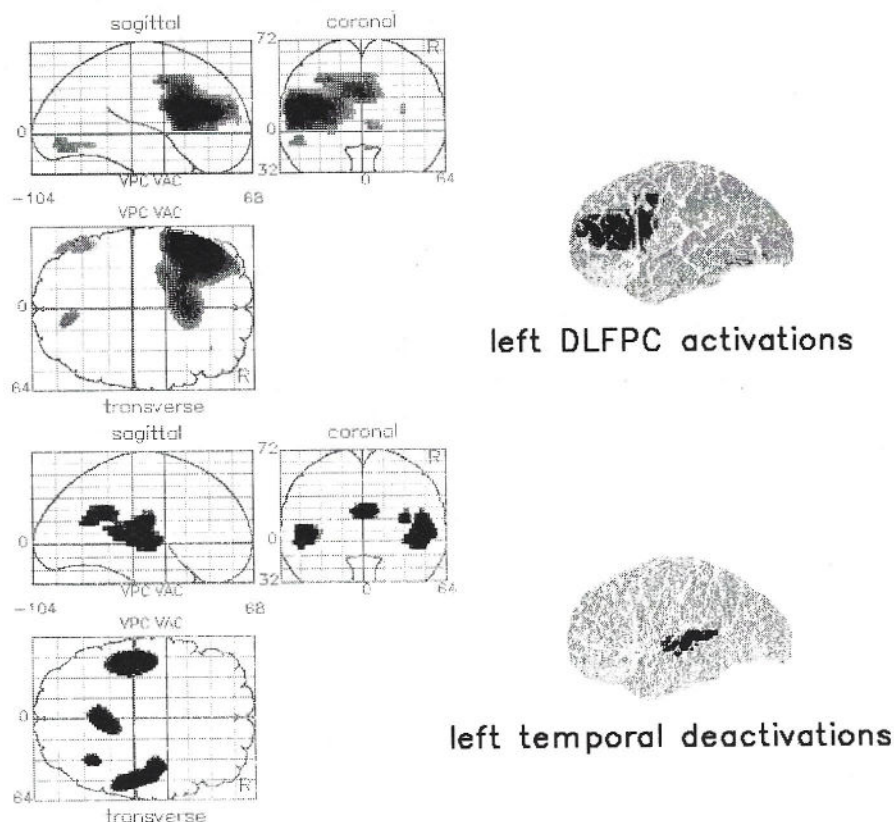 sagittal coronal
72
R
0 0
32
VPC VAC 0 64
-104 68
VPC VAC
0
R
64
transverse
left DLFPC activations
sagittal coronal
72
R
0 0
32
VPC VAC 0 64
-104 68
VPC VAC
0
R
64
transverse
left temporal deactivations